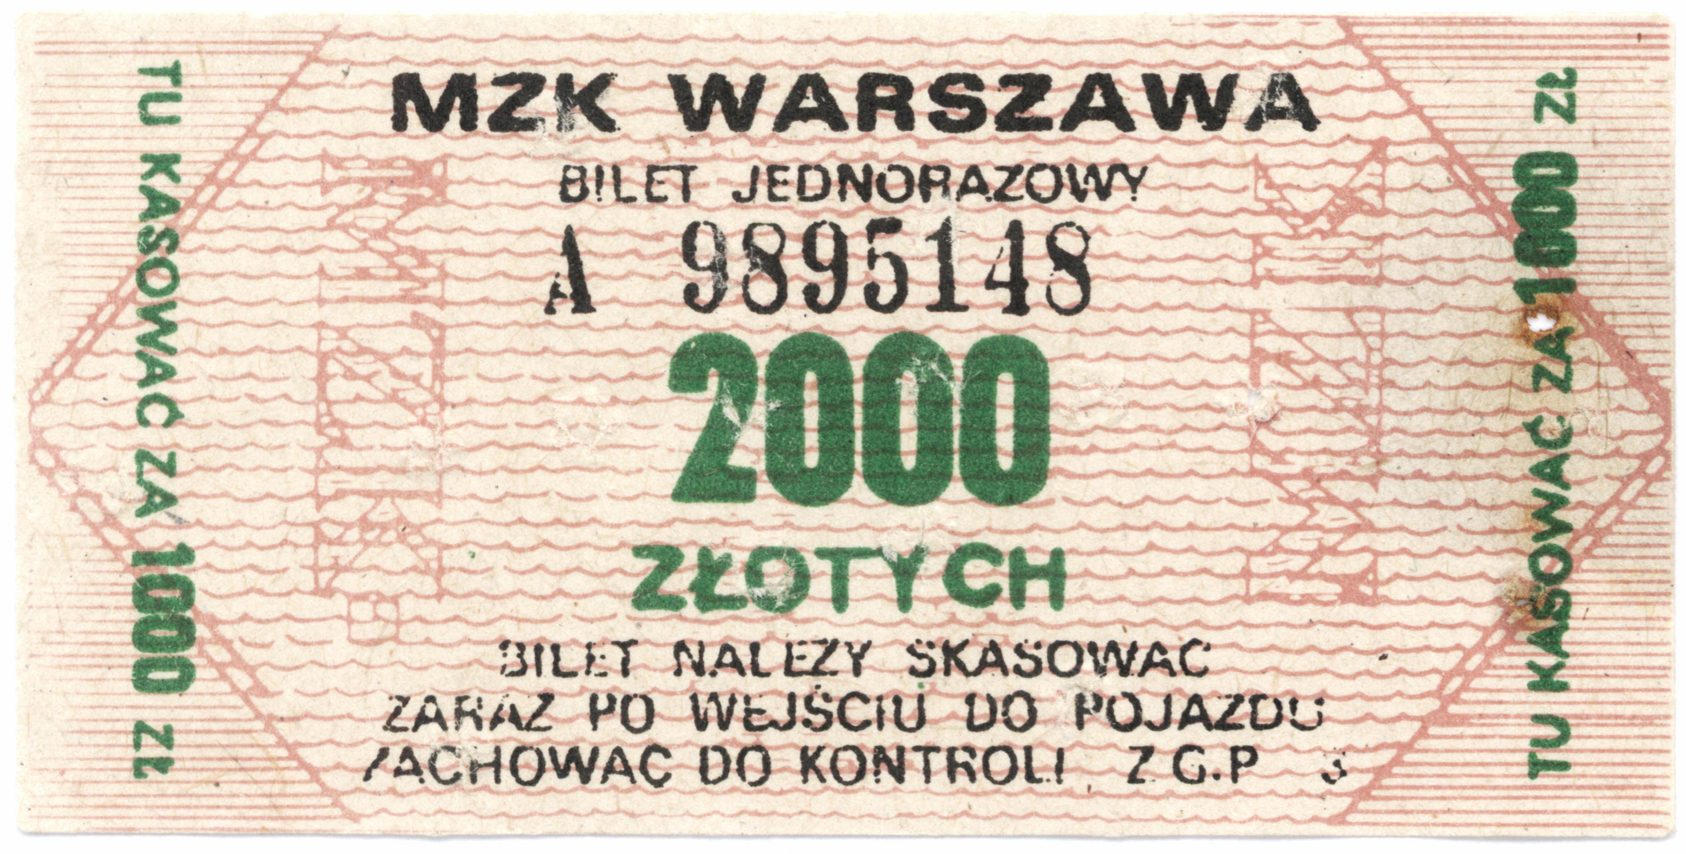 MZK WARSZAWA
BILET JEDNORAZOWY
A 9895148
2000
ZŁOTYCH
BILET NALEŻY SKASOWAĆ
ZARAZ PO WEJŚCIU DO POJAZDU
ZACHOWAĆ DO KONTROLI Z.G.P. 3
TU KASOWAĆ ZA 1000 ZŁ
TU KASOWAĆ ZA 1000 ZŁ